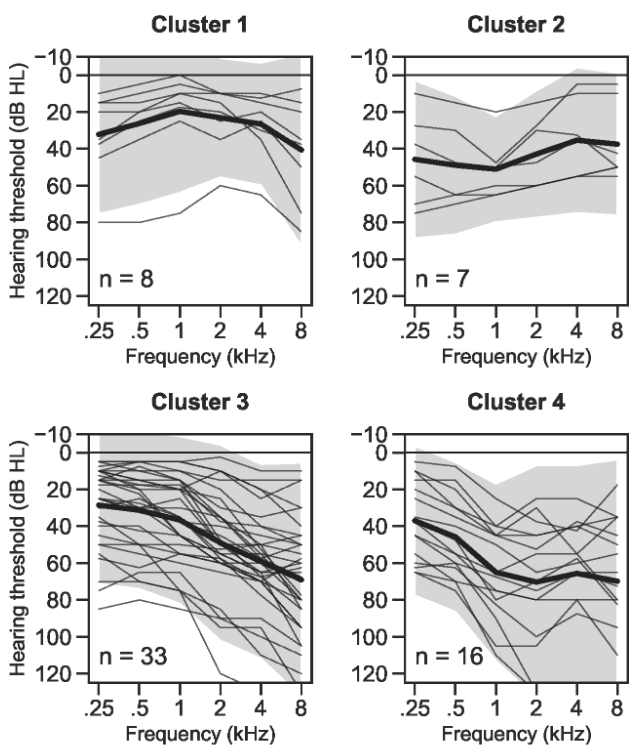 Cluster 1
Hearing threshold (dB HL)
−10
0
20
40
60
80
100
120
n = 8
.25 .5 1 2 4 8
Frequency (kHz)
Cluster 2
−10
0
20
40
60
80
100
120
n = 7
.25 .5 1 2 4 8
Frequency (kHz)
Cluster 3
Hearing threshold (dB HL)
−10
0
20
40
60
80
100
120
n = 33
.25 .5 1 2 4 8
Frequency (kHz)
Cluster 4
−10
0
20
40
60
80
100
120
n = 16
.25 .5 1 2 4 8
Frequency (kHz)